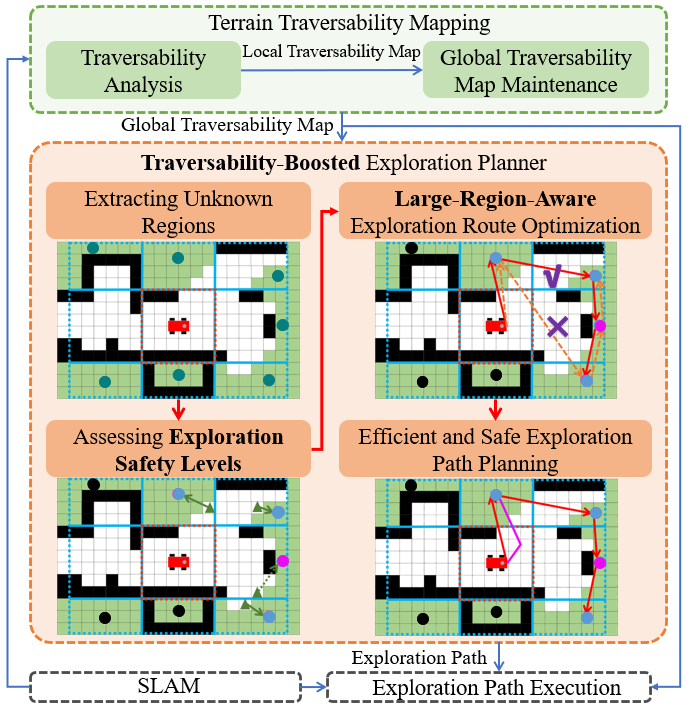 Terrain Traversability Mapping
Traversability
Analysis
Local Traversability Map
Global Traversability
Map Maintenance
Global Traversability Map
Traversability-Boosted Exploration Planner
Extracting Unknown
Regions
Large-Region-Aware
Exploration Route Optimization
Assessing Exploration
Safety Levels
Efficient and Safe Exploration
Path Planning
Exploration Path
SLAM
Exploration Path Execution